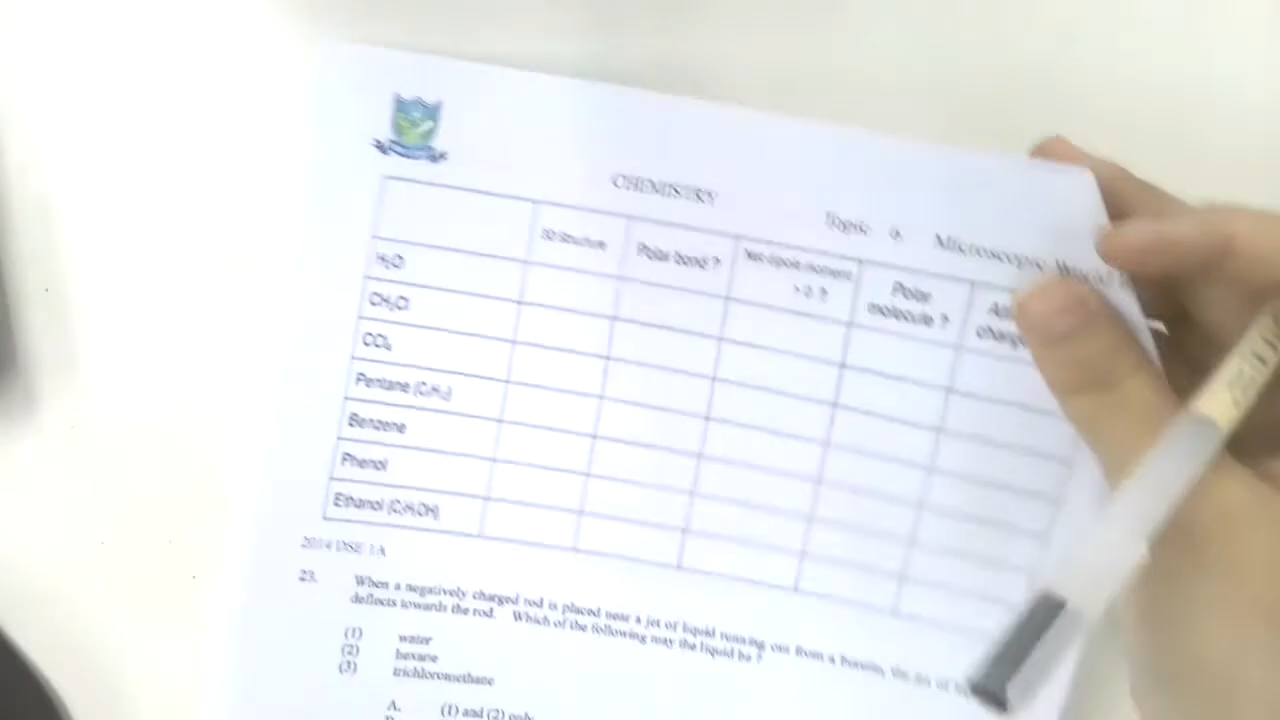 CHEMISTRY
Topic 6 Microscopic World
3D Structure
Polar bond ?
Net dipole moment
> 0 ?
Polar
molecule ?
H₂O
CH₃Cl
CCl₄
Pentane (C₅H₁₂)
Benzene
Phenol
Ethanol (C₂H₅OH)
2014 DSE 1A
23. When a negatively charged rod is placed near a jet of liquid running out from a burette, the jet of
deflects towards the rod. Which of the following may the liquid be ?
(1) water
(2) hexane
(3) trichloromethane
A. (1) and (2) only